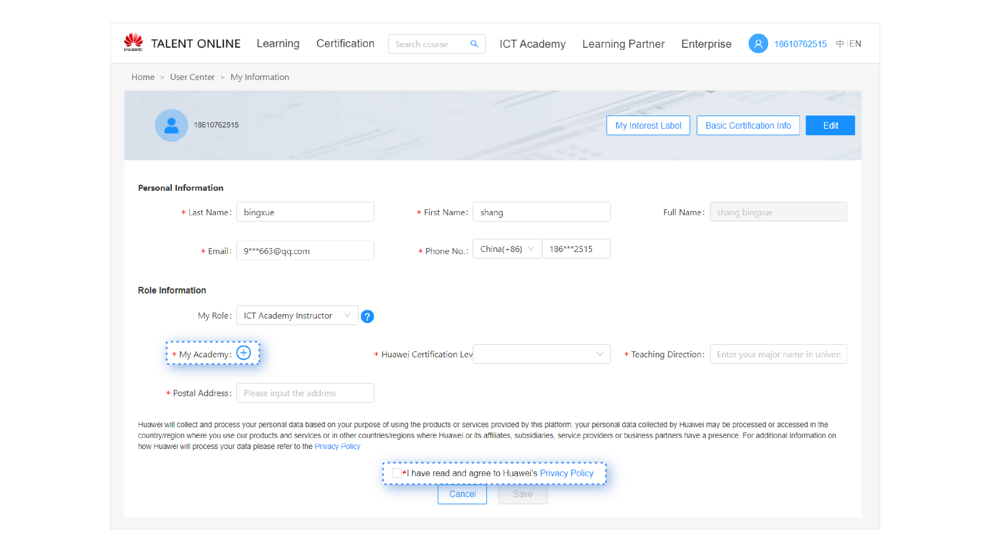 HUAWEI TALENT ONLINE Learning Certification Search course ICT Academy Learning Partner Enterprise 18610762515 中 EN
Home > User Center > My Information
18610762515 My Interest Label Basic Certification Info Edit
Personal Information
* Last Name: bingxue * First Name: shang Full Name: shang bingxue
* Email: 9***663@qq.com * Phone No.: China(+86) 186***2515
Role Information
My Role: ICT Academy Instructor ?
* My Academy: * Huawei Certification Lev * Teaching Direction: Enter your major name in univer
* Postal Address: Please input the address
Huawei will collect and process your personal data based on your purpose of using the products or services provided by this platform. your personal data collected by Huawei may be processed or accessed in the
country/region where you use our products and services or in other countries/regions where Huawei or its affiliates, subsidiaries, service providers or business partners have a presence. For additional information on
how Huawei will process your data please refer to the Privacy Policy
*I have read and agree to Huawei's Privacy Policy
Cancel Save